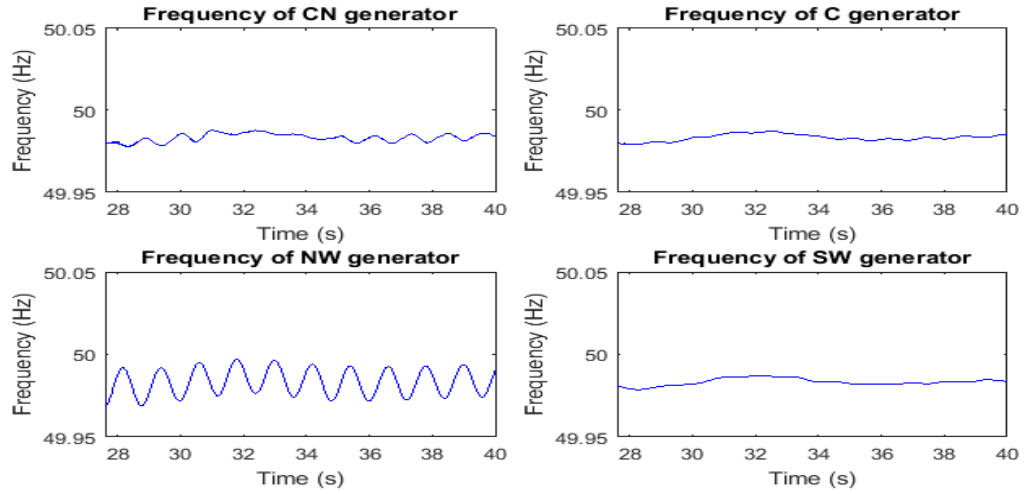 Frequency of CN generator
50.05
50
49.95
Frequency (Hz)
28 30 32 34 36 38 40
Time (s)
Frequency of C generator
50.05
50
49.95
Frequency (Hz)
28 30 32 34 36 38 40
Time (s)
Frequency of NW generator
50.05
50
49.95
Frequency (Hz)
28 30 32 34 36 38 40
Time (s)
Frequency of SW generator
50.05
50
49.95
Frequency (Hz)
28 30 32 34 36 38 40
Time (s)